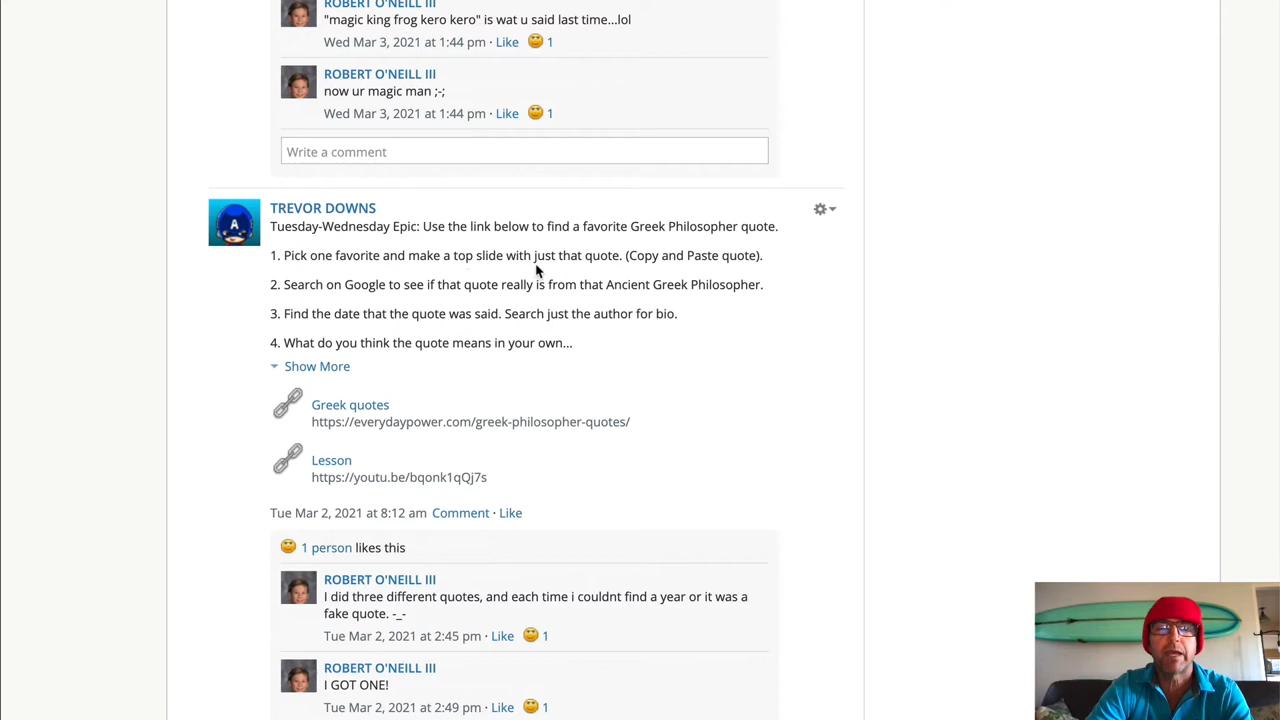 ROBERT O'NEILL III
"magic king frog kero kero" is wat u said last time...lol
Wed Mar 3, 2021 at 1:44 pm · Like 1
ROBERT O'NEILL III
now ur magic man ;-;
Wed Mar 3, 2021 at 1:44 pm · Like 1
Write a comment
A
TREVOR DOWNS
Tuesday-Wednesday Epic: Use the link below to find a favorite Greek Philosopher quote.
1. Pick one favorite and make a top slide with just that quote. (Copy and Paste quote).
2. Search on Google to see if that quote really is from that Ancient Greek Philosopher.
3. Find the date that the quote was said. Search just the author for bio.
4. What do you think the quote means in your own...
Show More
Greek quotes
https://everydaypower.com/greek-philosopher-quotes/
Lesson
https://youtu.be/bqonk1qQj7s
Tue Mar 2, 2021 at 8:12 am Comment · Like
1 person likes this
ROBERT O'NEILL III
I did three different quotes, and each time i couldnt find a year or it was a
fake quote. -_-
Tue Mar 2, 2021 at 2:45 pm · Like 1
ROBERT O'NEILL III
I GOT ONE!
Tue Mar 2, 2021 at 2:49 pm · Like 1